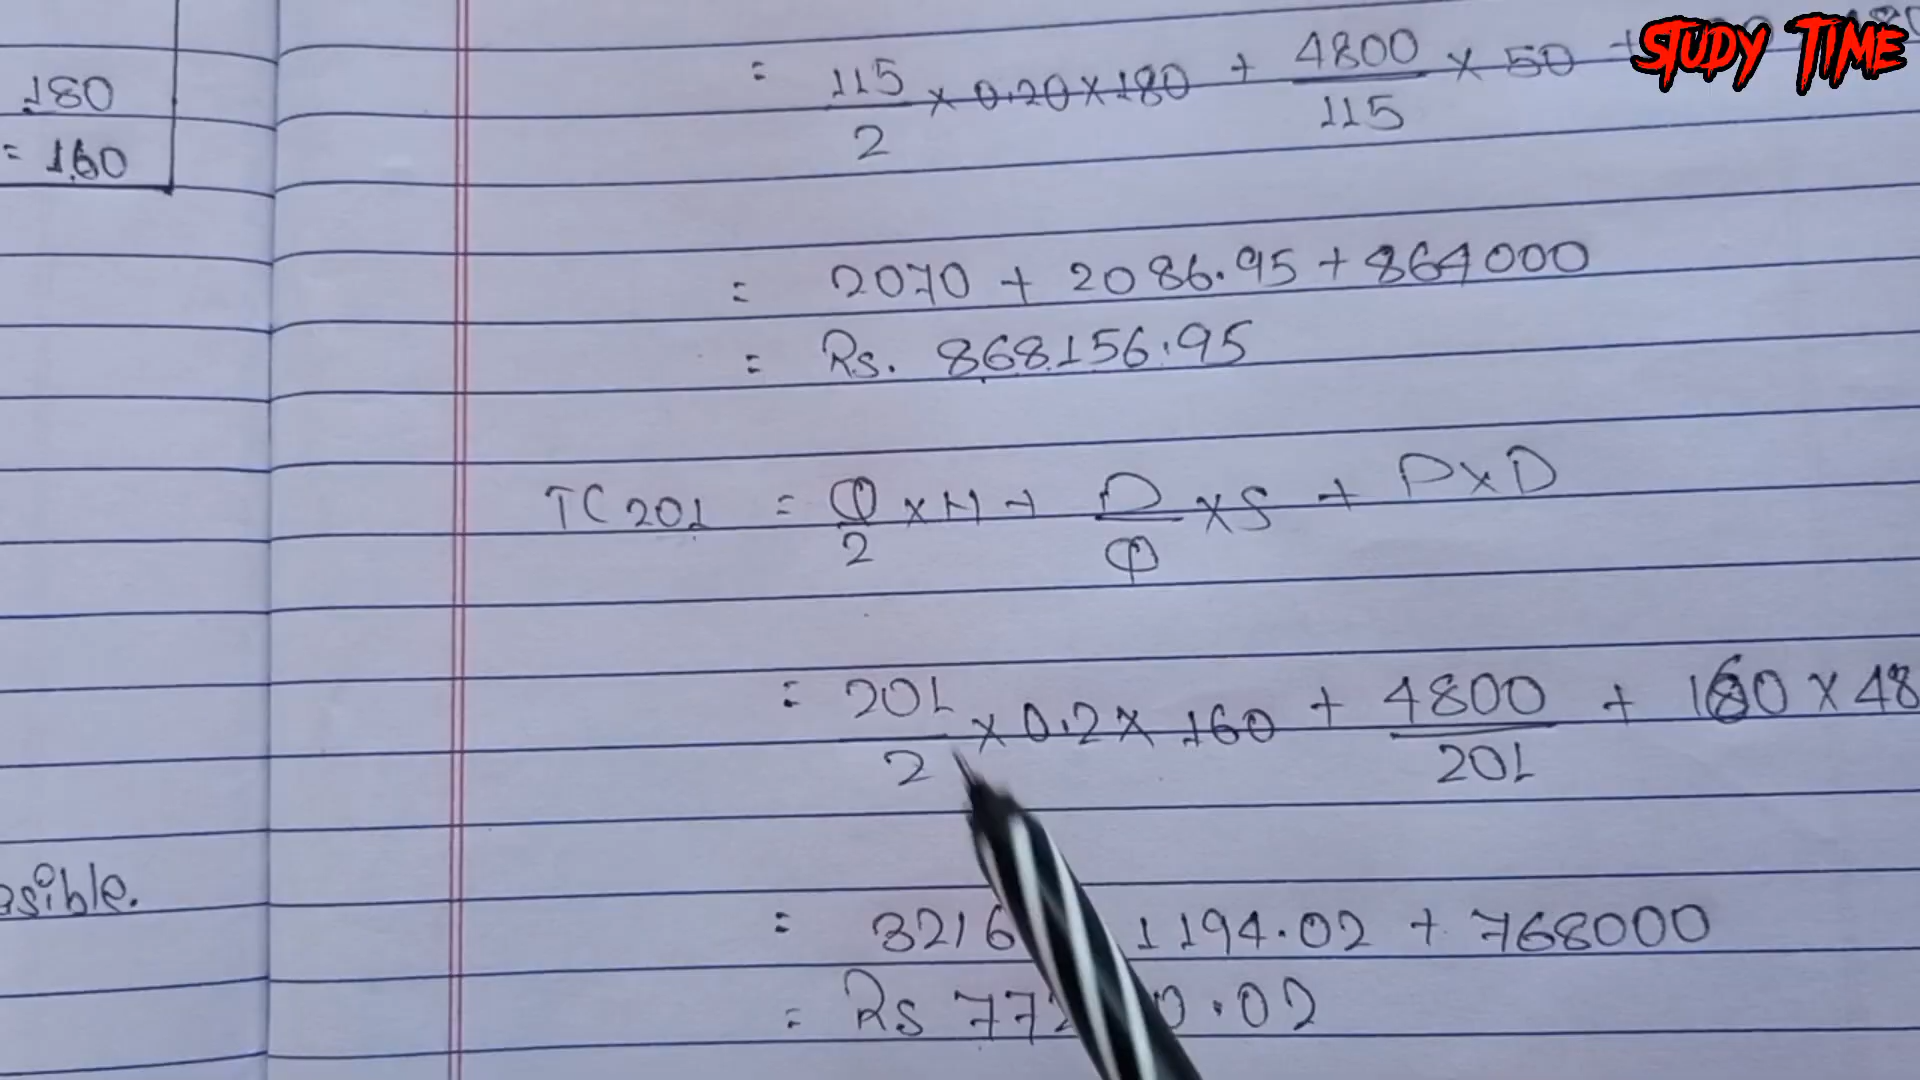 STUDY TIME
180
= 160
= 115/2 × 0.20 × 180 + 4800/115 × 50 +
= 2070 + 2086.95 + 864000
= Rs. 868156.95
TC 201 = Q/2 × H + D/Q × S + P × D
= 201/2 × 0.2 × 160 + 4800/201 + 160 × 48
asible.
= 3216 1194.02 + 768000
= Rs 77 0.02